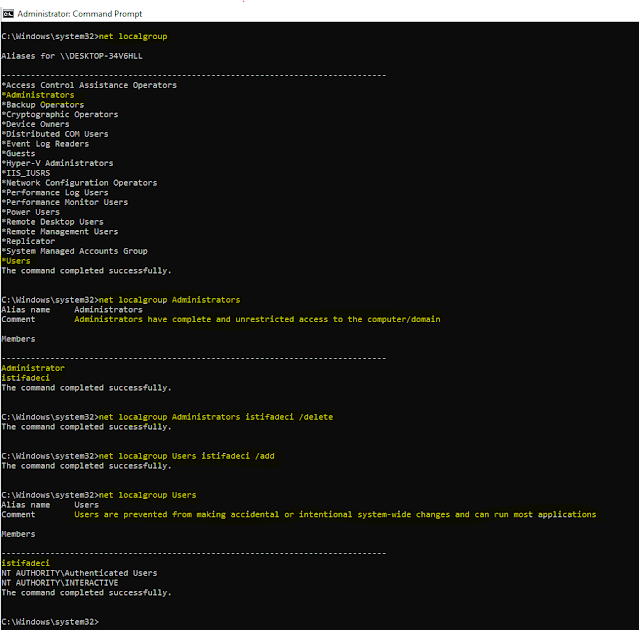 Administrator: Command Prompt
C:\Windows\system32>net localgroup
Aliases for \\DESKTOP-34V6HLL
-------------------------------------------------------------------------------
*Access Control Assistance Operators
*Administrators
*Backup Operators
*Cryptographic Operators
*Device Owners
*Distributed COM Users
*Event Log Readers
*Guests
*Hyper-V Administrators
*IIS_IUSRS
*Network Configuration Operators
*Performance Log Users
*Performance Monitor Users
*Power Users
*Remote Desktop Users
*Remote Management Users
*Replicator
*System Managed Accounts Group
*Users
The command completed successfully.
C:\Windows\system32>net localgroup Administrators
Alias name     Administrators
Comment        Administrators have complete and unrestricted access to the computer/domain
Members
-------------------------------------------------------------------------------
Administrator
istifadeci
The command completed successfully.
C:\Windows\system32>net localgroup Administrators istifadeci /delete
The command completed successfully.
C:\Windows\system32>net localgroup Users istifadeci /add
The command completed successfully.
C:\Windows\system32>net localgroup Users
Alias name     Users
Comment        Users are prevented from making accidental or intentional system-wide changes and can run most applications
Members
-------------------------------------------------------------------------------
istifadeci
NT AUTHORITY\Authenticated Users
NT AUTHORITY\INTERACTIVE
The command completed successfully.
C:\Windows\system32>